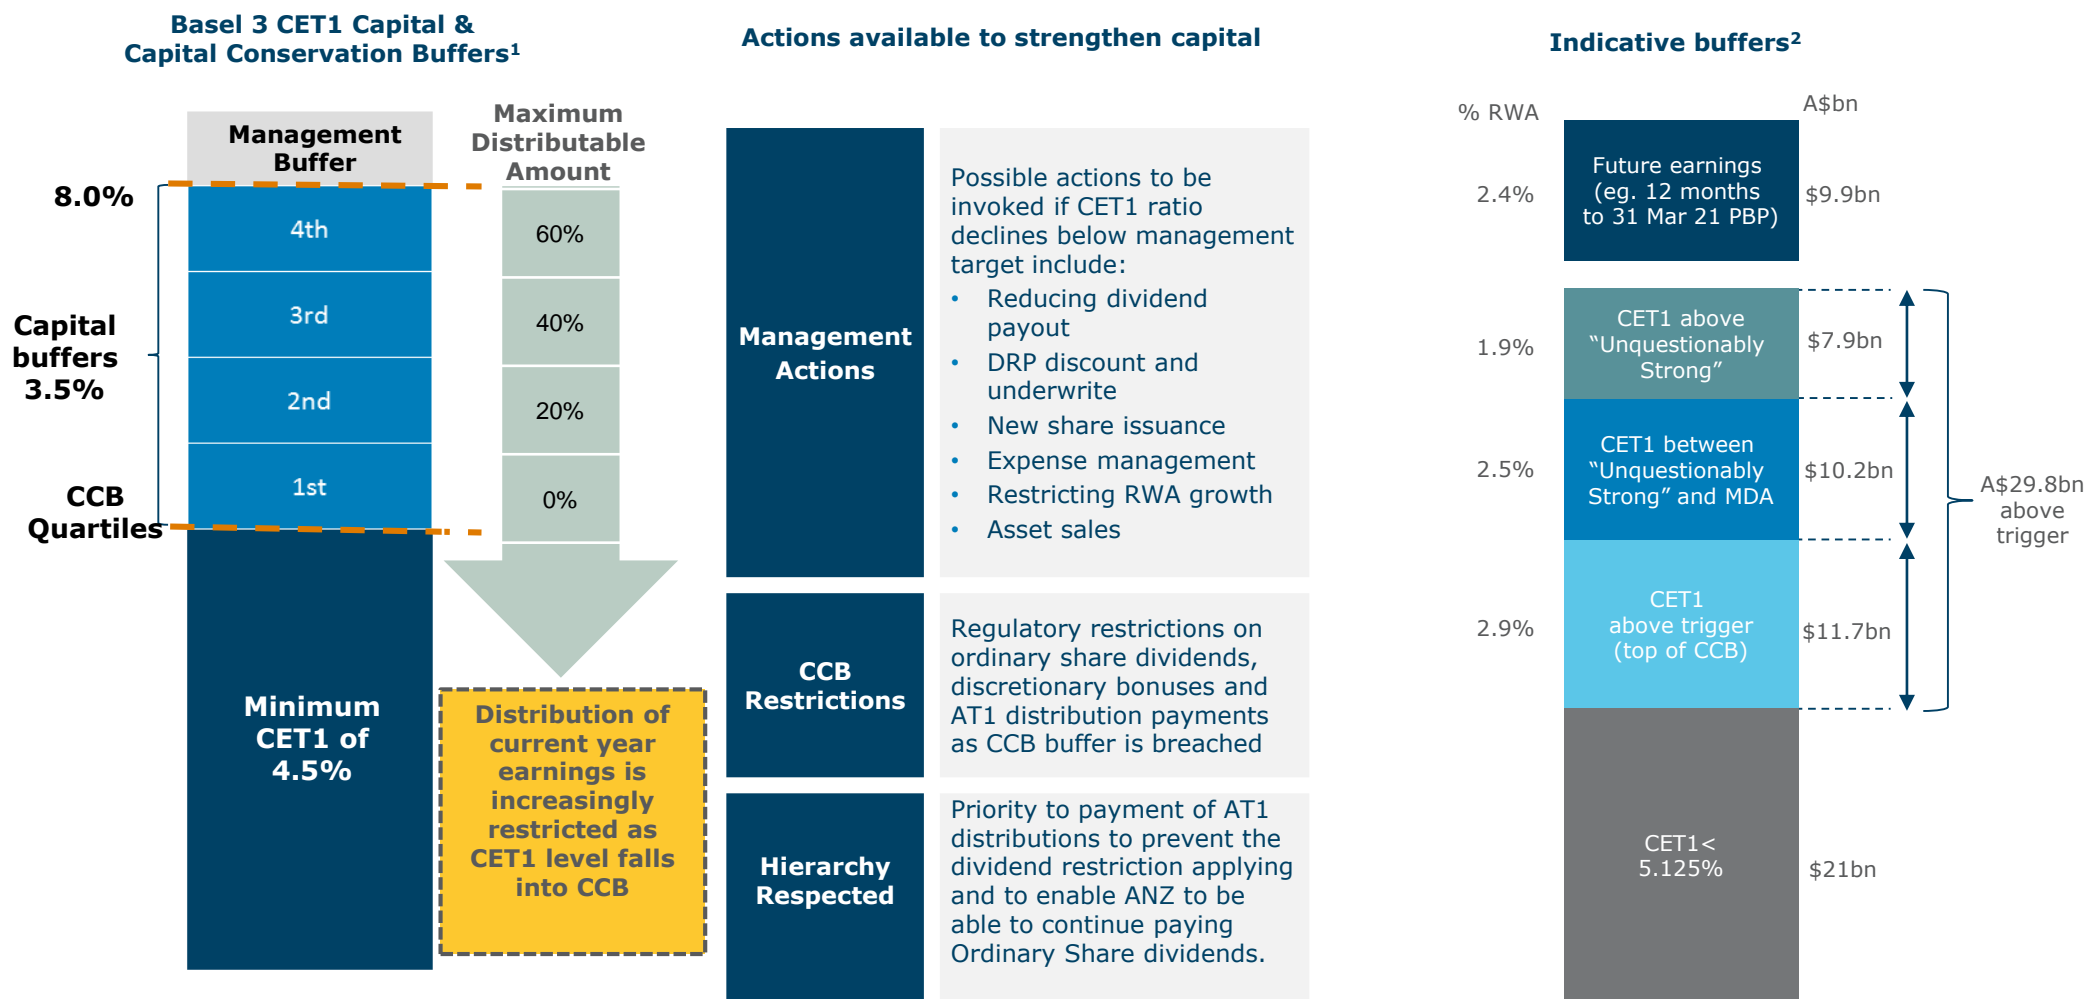 Basel 3 CET1 Capital &
Capital Conservation Buffers¹
Management
Buffer
8.0%
4th
3rd
2nd
1st
Capital
buffers
3.5%
CCB
Quartiles
Minimum
CET1 of
4.5%
Maximum
Distributable
Amount
60%
40%
20%
0%
Distribution of
current year
earnings is
increasingly
restricted as
CET1 level falls
into CCB
Actions available to strengthen capital
Management
Actions
Possible actions to be
invoked if CET1 ratio
declines below management
target include:
• Reducing dividend
payout
• DRP discount and
underwrite
• New share issuance
• Expense management
• Restricting RWA growth
• Asset sales
CCB
Restrictions
Regulatory restrictions on
ordinary share dividends,
discretionary bonuses and
AT1 distribution payments
as CCB buffer is breached
Hierarchy
Respected
Priority to payment of AT1
distributions to prevent the
dividend restriction applying
and to enable ANZ to be
able to continue paying
Ordinary Share dividends.
Indicative buffers²
% RWA
A$bn
2.4%
Future earnings
(eg. 12 months
to 31 Mar 21 PBP)
$9.9bn
1.9%
CET1 above
“Unquestionably
Strong”
$7.9bn
2.5%
CET1 between
“Unquestionably
Strong” and MDA
$10.2bn
2.9%
CET1
above trigger
(top of CCB)
$11.7bn
A$29.8bn
above
trigger
CET1<
5.125%
$21bn